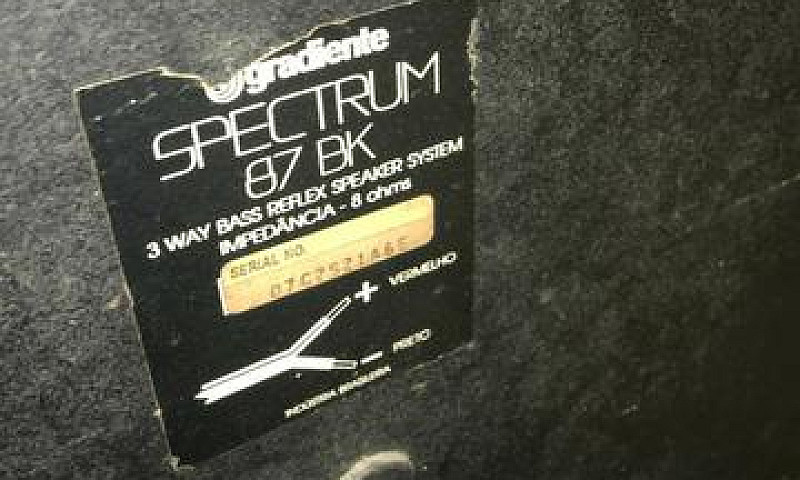 gradiente
SPECTRUM
87 BK
3 WAY BASS REFLEX SPEAKER SYSTEM
IMPEDÂNCIA - 8 ohms
SERIAL NO.
+ VERMELHO
— PRETO
INDÚSTRIA BRASILEIRA